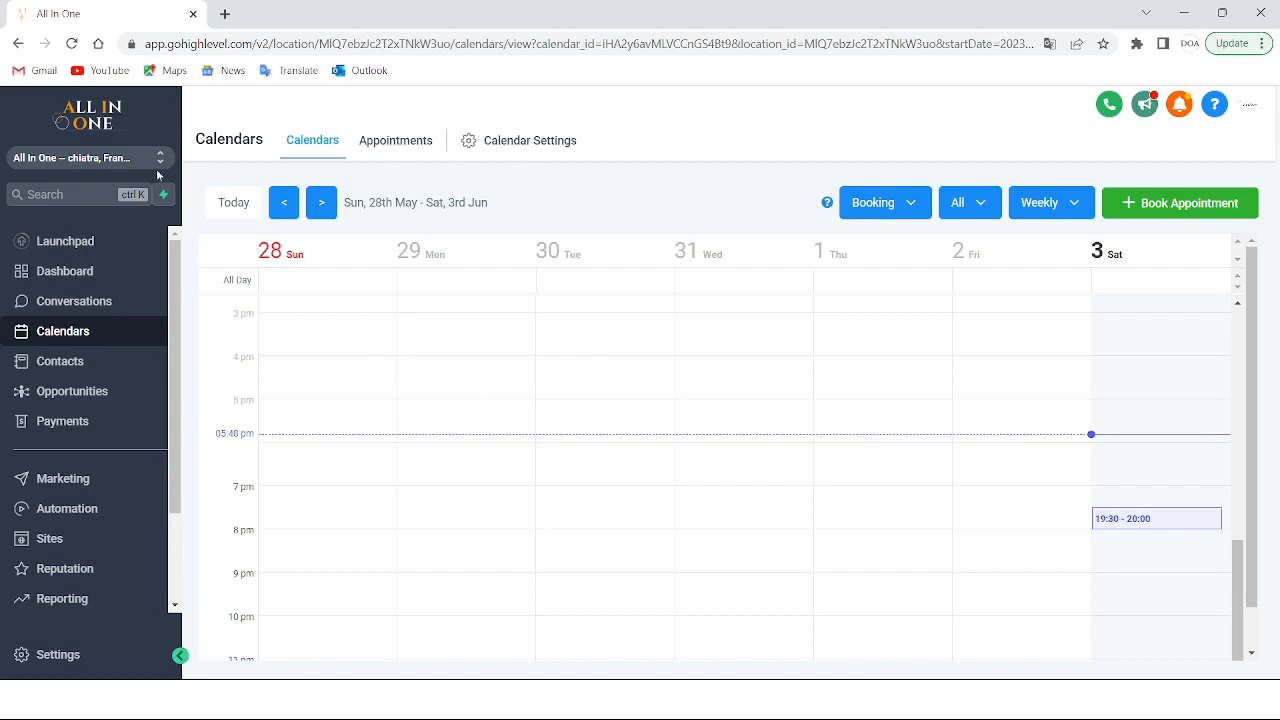 All In One
app.gohighlevel.com/v2/location/MlQ7ebzJc2T2xTNkW3uo/calendars/view?calendar_id=iHA2y6avMLVCCnGS4Bt9&location_id=MlQ7ebzJc2T2xTNkW3uo&startDate=2023...
DOA
Update
Gmail
YouTube
Maps
News
Translate
Outlook
ALL IN
ONE
All In One – chiatra, Fran...
Search
ctrl K
Launchpad
Dashboard
Conversations
Calendars
Contacts
Opportunities
Payments
Marketing
Automation
Sites
Reputation
Reporting
Settings
Calendars
Calendars
Appointments
Calendar Settings
Today
<
>
Sun, 28th May - Sat, 3rd Jun
?
?
Booking
All
Weekly
+ Book Appointment
28 Sun
29 Mon
30 Tue
31 Wed
1 Thu
2 Fri
3 Sat
All Day
3 pm
4 pm
5 pm
05:48 pm
7 pm
19:30 - 20:00
8 pm
9 pm
10 pm
11 pm